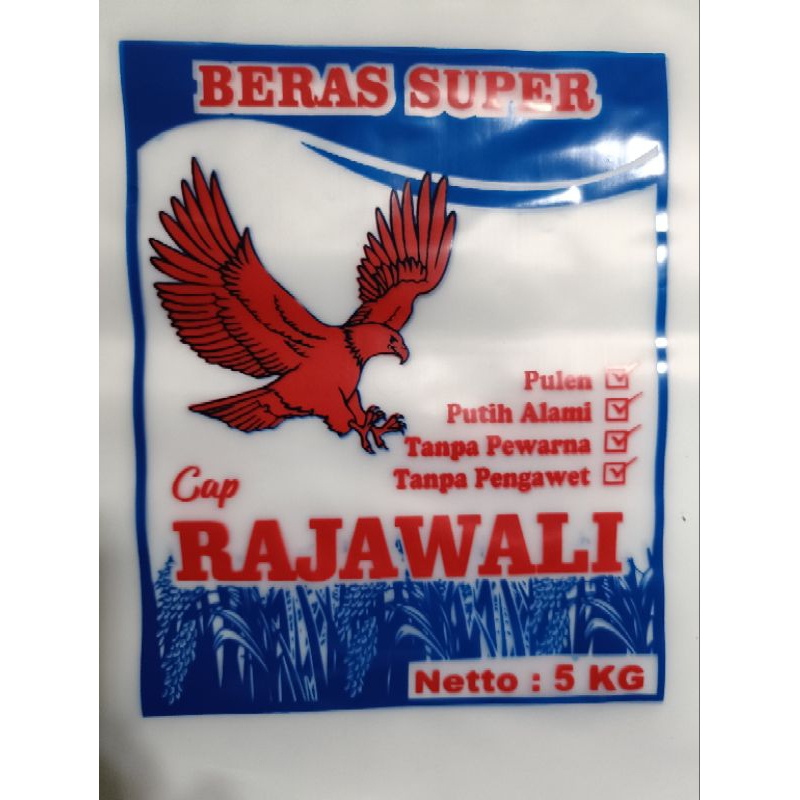 BERAS SUPER
Pulen
Putih Alami
Tanpa Pewarna
Tanpa Pengawet
Cap
RAJAWALI
Netto : 5 KG